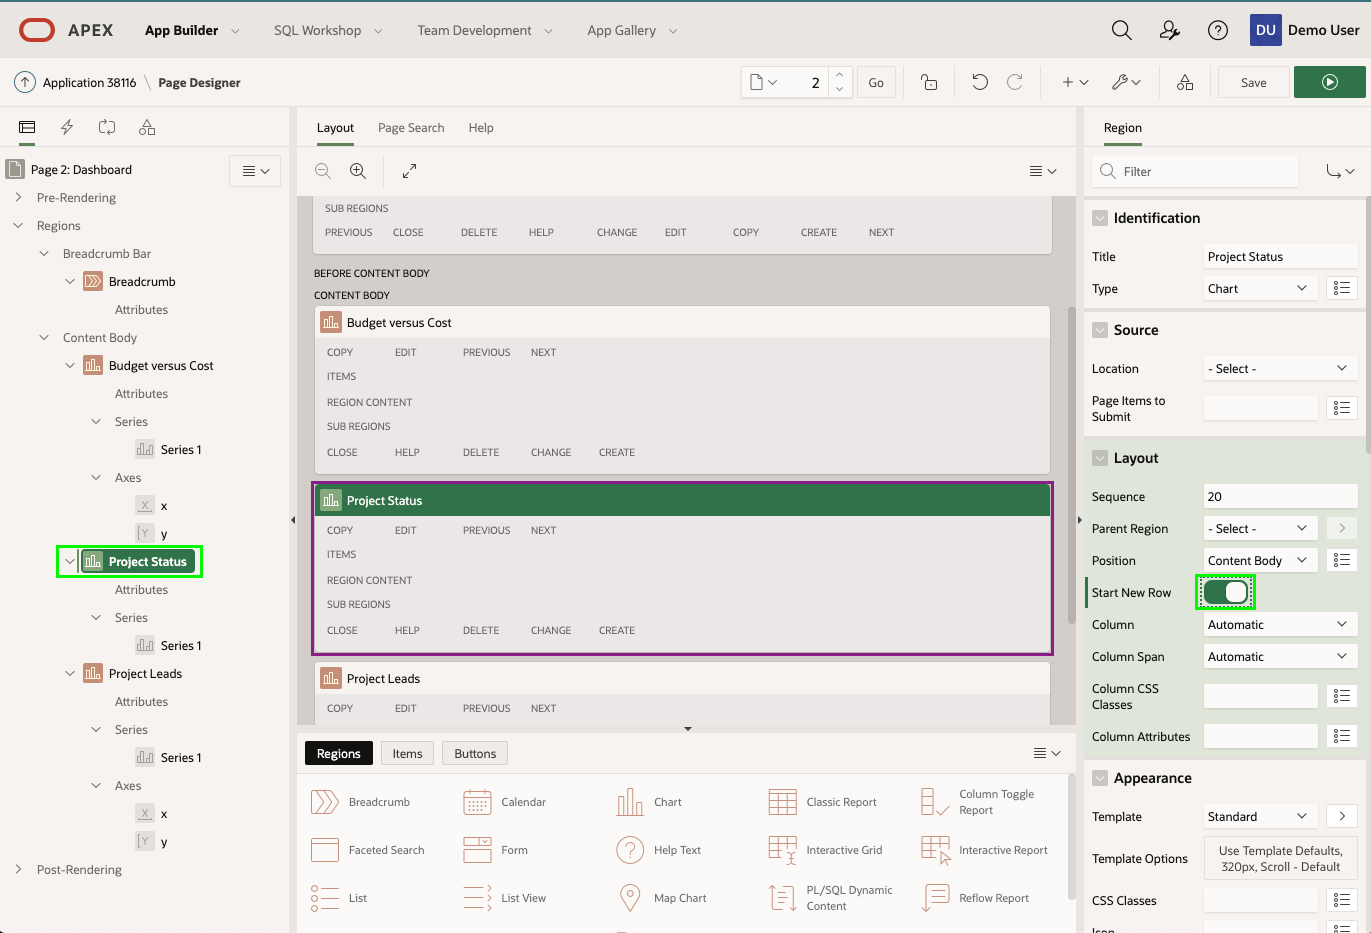 APEX App Builder SQL Workshop Team Development App Gallery DU Demo User
Application 38116 \ Page Designer 2 Go Save
Layout Page Search Help Region
Page 2: Dashboard
Filter
Pre-Rendering
Regions
Breadcrumb Bar
Breadcrumb
Attributes
Content Body
Budget versus Cost
Attributes
Series
Series 1
Axes
X x
Y y
Project Status
Attributes
Series
Series 1
Project Leads
Attributes
Series
Series 1
Axes
X x
Y y
Post-Rendering
SUB REGIONS
PREVIOUS CLOSE DELETE HELP CHANGE EDIT COPY CREATE NEXT
BEFORE CONTENT BODY
CONTENT BODY
Budget versus Cost
COPY EDIT PREVIOUS NEXT
ITEMS
REGION CONTENT
SUB REGIONS
CLOSE HELP DELETE CHANGE CREATE
Project Status
COPY EDIT PREVIOUS NEXT
ITEMS
REGION CONTENT
SUB REGIONS
CLOSE HELP DELETE CHANGE CREATE
Project Leads
COPY EDIT PREVIOUS NEXT
Regions Items Buttons
Breadcrumb Calendar Chart Classic Report Column Toggle
Report
Faceted Search Form Help Text Interactive Grid Interactive Report
List List View Map Chart PL/SQL Dynamic
Content Reflow Report
Identification
Title Project Status
Type Chart
Source
Location - Select -
Page Items to
Submit
Layout
Sequence 20
Parent Region - Select -
Position Content Body
Start New Row
Column Automatic
Column Span Automatic
Column CSS
Classes
Column Attributes
Appearance
Template Standard
Template Options Use Template Defaults,
320px, Scroll - Default
CSS Classes
Icon